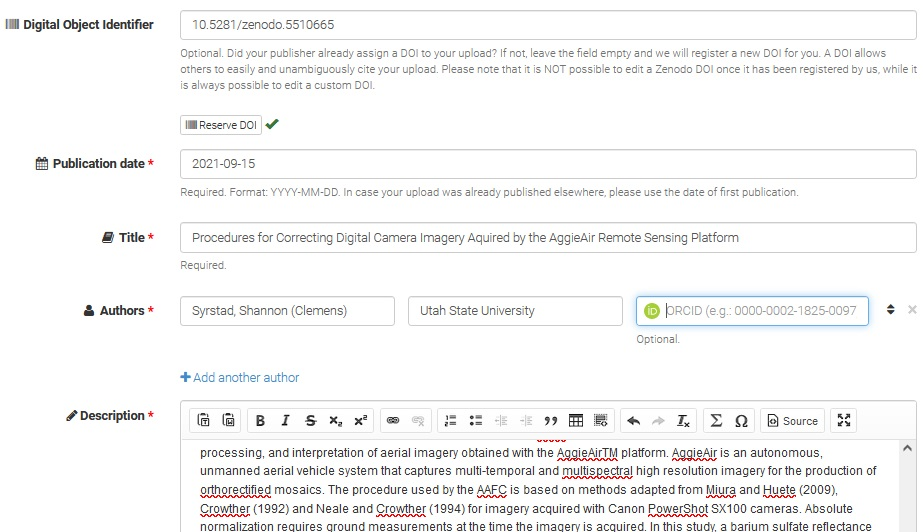 Digital Object Identifier 10.5281/zenodo.5510665
Optional. Did your publisher already assign a DOI to your upload? If not, leave the field empty and we will register a new DOI for you. A DOI allows
others to easily and unambiguously cite your upload. Please note that it is NOT possible to edit a Zenodo DOI once it has been registered by us, while it
is always possible to edit a custom DOI.
Reserve DOI
Publication date * 2021-09-15
Required. Format: YYYY-MM-DD. In case your upload was already published elsewhere, please use the date of first publication.
Title * Procedures for Correcting Digital Camera Imagery Aquired by the AggieAir Remote Sensing Platform
Required.
Authors * Syrstad, Shannon (Clemens) Utah State University iD ORCID (e.g.: 0000-0002-1825-0097
Optional.
+ Add another author
Description * B I S x₂ x² Ix Σ Ω Source
processing, and interpretation of aerial imagery obtained with the AggieAirTM platform. AggieAir is an autonomous,
unmanned aerial vehicle system that captures multi-temporal and multispectral high resolution imagery for the production of
orthorectified mosaics. The procedure used by the AAFC is based on methods adapted from Miura and Huete (2009),
Crowther (1992) and Neale and Crowther (1994) for imagery acquired with Canon PowerShot SX100 cameras. Absolute
normalization requires ground measurements at the time the imagery is acquired. In this study, a barium sulfate reflectance